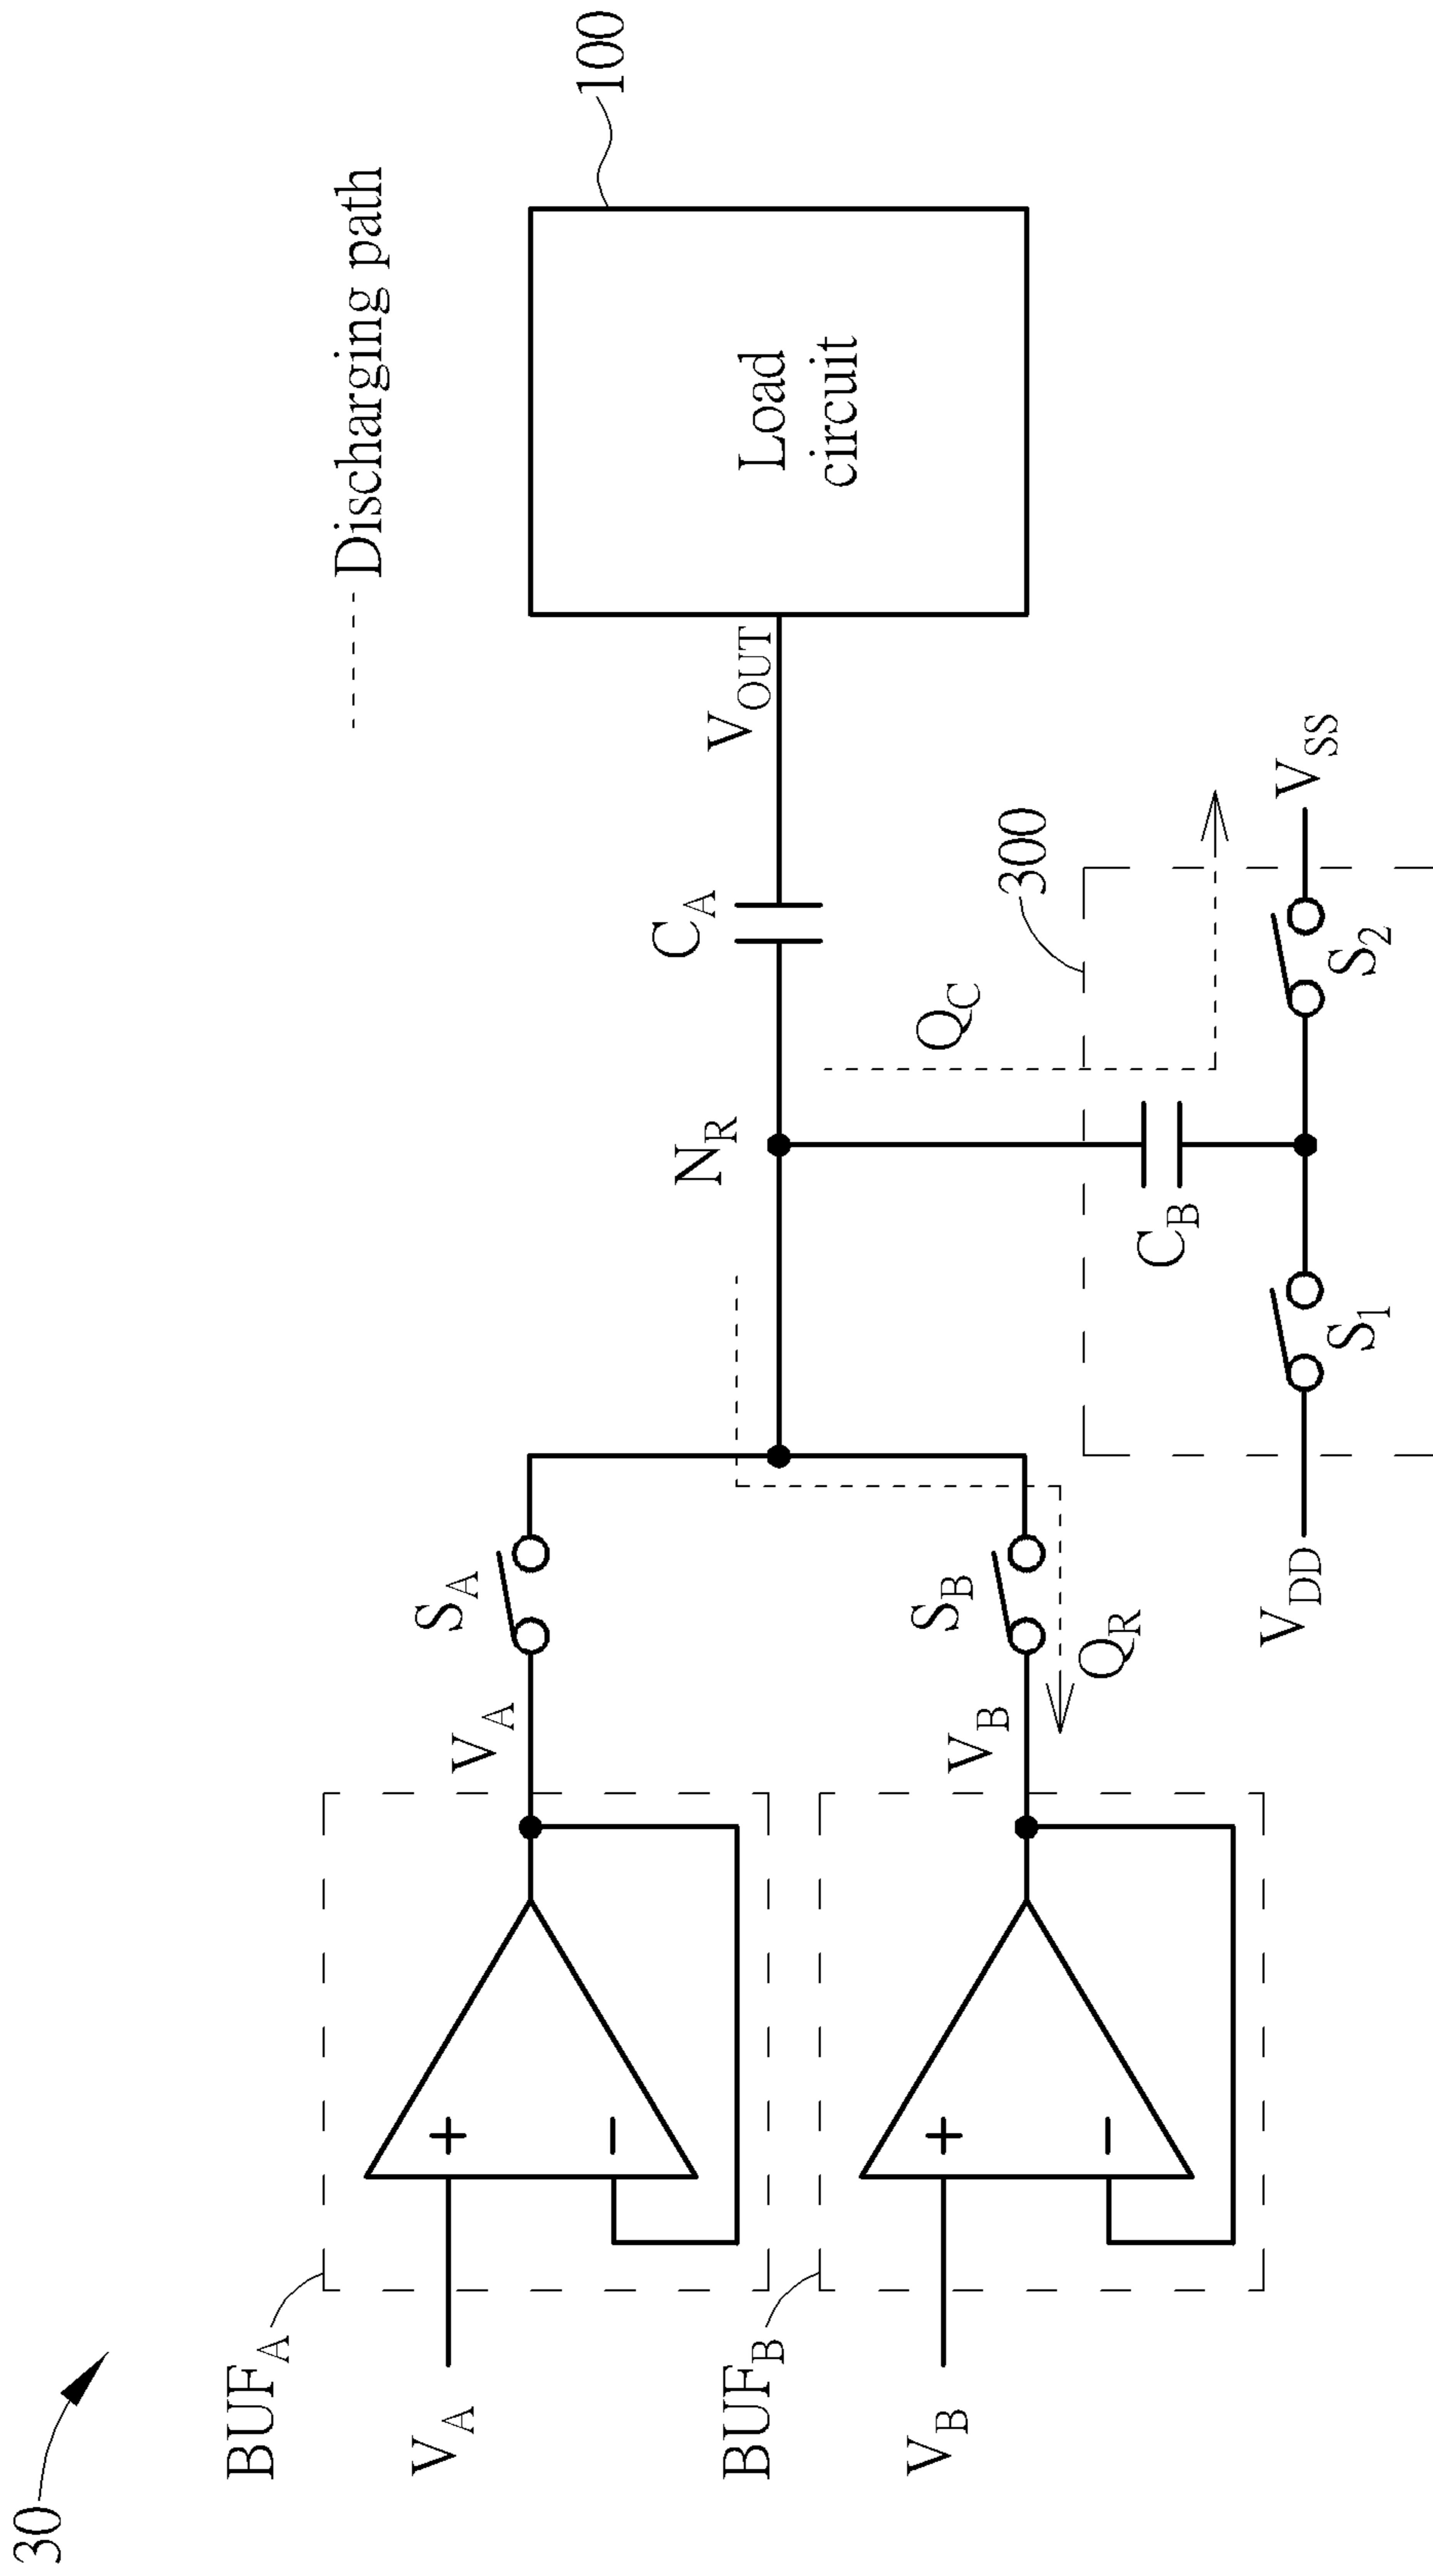 30
BUF_A
V_A
+
−
V_A
S_A
BUF_B
V_B
+
−
V_B
S_B
Q_R
N_R
C_A
V_OUT
Load
circuit
100
---- Discharging path
Q_C
300
C_B
V_DD
S_1
S_2
V_SS